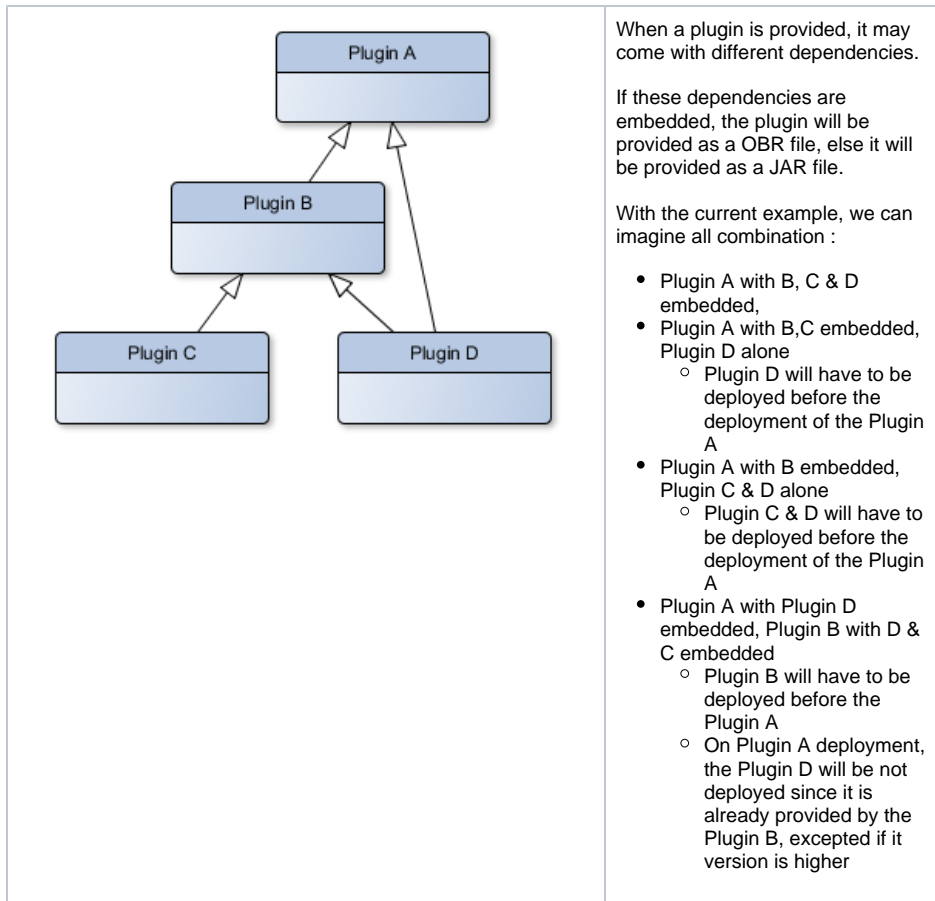 Plugin A
Plugin B
Plugin C
Plugin D
When a plugin is provided, it may
come with different dependencies.
If these dependencies are
embedded, the plugin will be
provided as a OBR file, else it will
be provided as a JAR file.
With the current example, we can
imagine all combination :
• Plugin A with B, C & D
embedded,
• Plugin A with B,C embedded,
Plugin D alone
○ Plugin D will have to be
deployed before the
deployment of the Plugin
A
• Plugin A with B embedded,
Plugin C & D alone
○ Plugin C & D will have to
be deployed before the
deployment of the Plugin
A
• Plugin A with Plugin D
embedded, Plugin B with D &
C embedded
○ Plugin B will have to be
deployed before the
Plugin A
○ On Plugin A deployment,
the Plugin D will be not
deployed since it is
already provided by the
Plugin B, excepted if it
version is higher